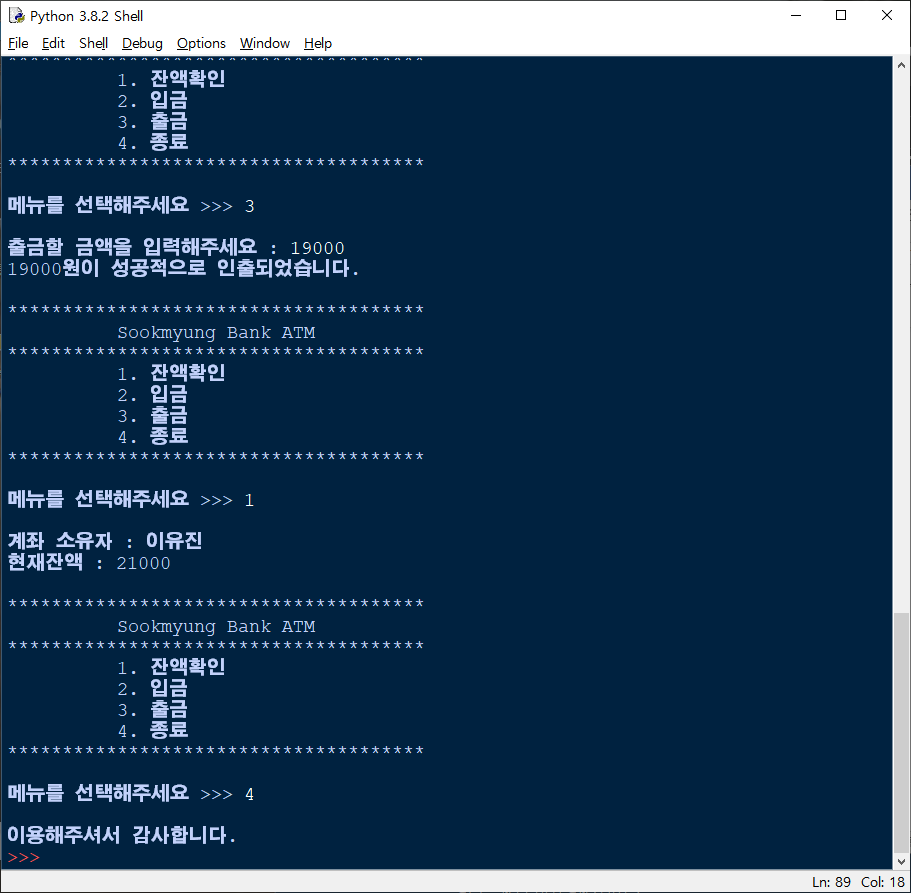 Python 3.8.2 Shell
File Edit Shell Debug Options Window Help
**************************************
1. 잔액확인
2. 입금
3. 출금
4. 종료
**************************************
메뉴를 선택해주세요 >>> 3
출금할 금액을 입력해주세요 : 19000
19000원이 성공적으로 인출되었습니다.
**************************************
Sookmyung Bank ATM
**************************************
1. 잔액확인
2. 입금
3. 출금
4. 종료
**************************************
메뉴를 선택해주세요 >>> 1
계좌 소유자 : 이유진
현재잔액 : 21000
**************************************
Sookmyung Bank ATM
**************************************
1. 잔액확인
2. 입금
3. 출금
4. 종료
**************************************
메뉴를 선택해주세요 >>> 4
이용해주셔서 감사합니다.
>>>
Ln: 89 Col: 18